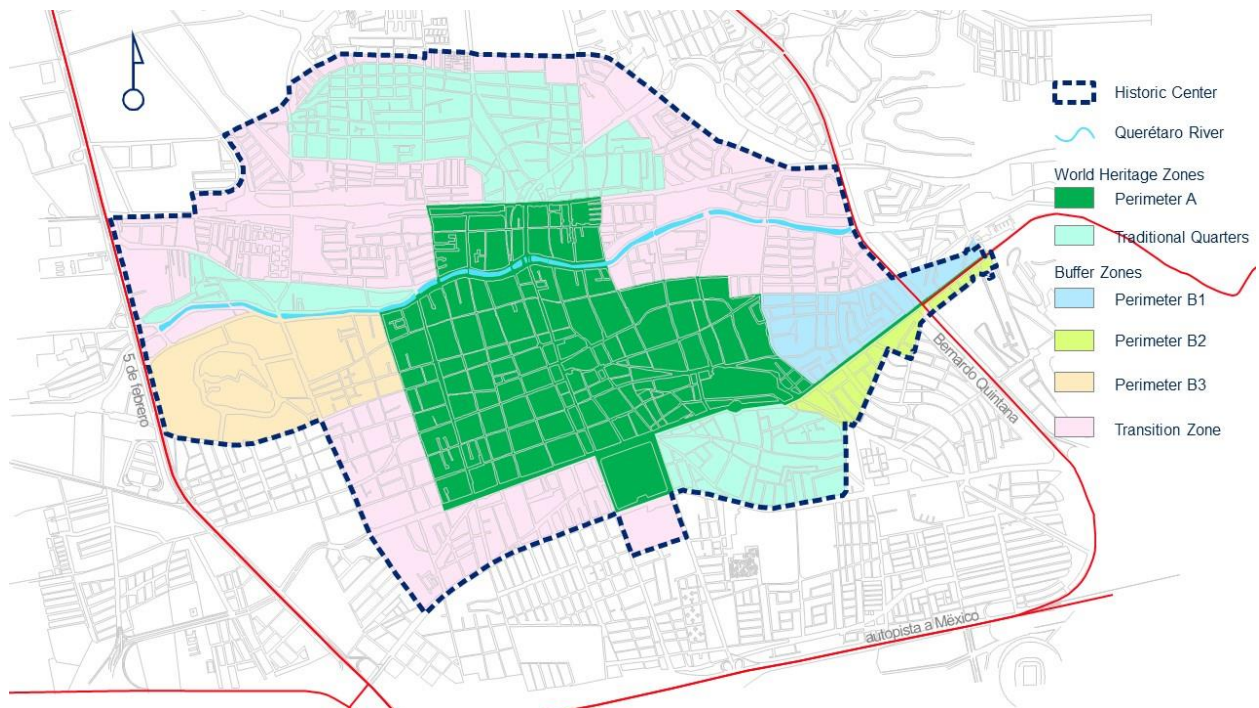 Historic Center
Querétaro River
World Heritage Zones
Perimeter A
Traditional Quarters
Buffer Zones
Perimeter B1
Perimeter B2
Perimeter B3
Transition Zone
5 de febrero
Bernardo Quintana
autopista a México